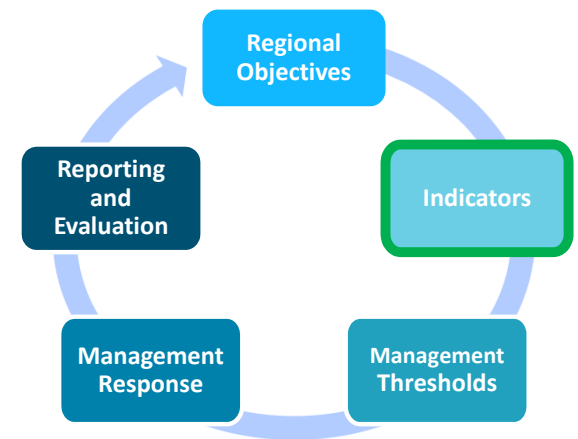 Regional
Objectives
Indicators
Management
Thresholds
Management
Response
Reporting
and
Evaluation